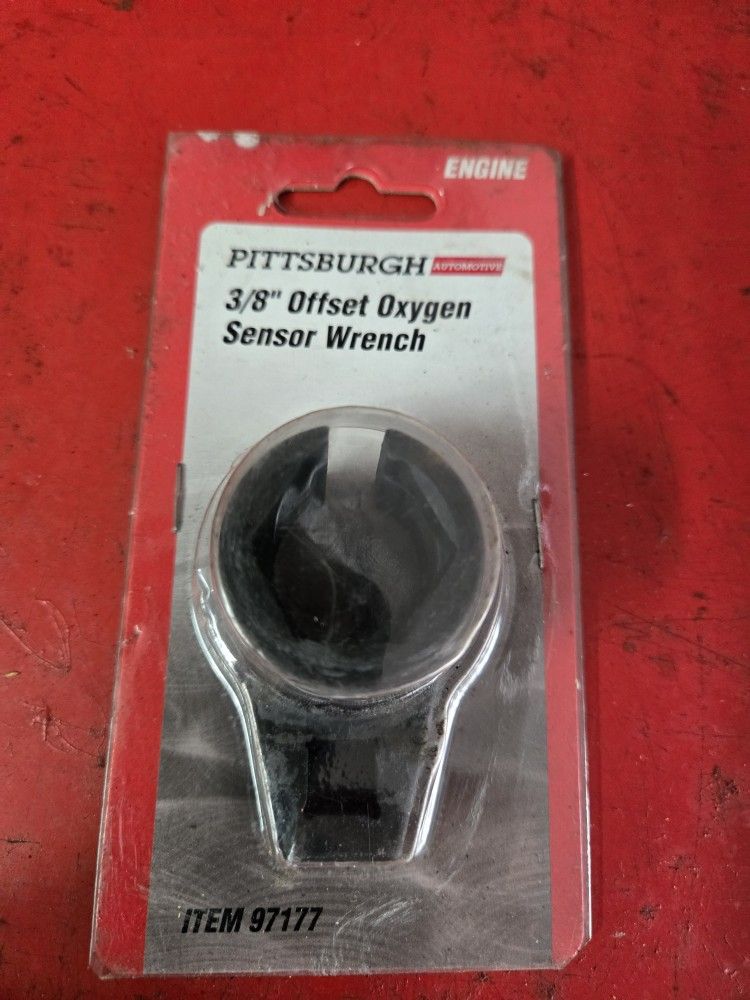 ENGINE
PITTSBURGH AUTOMOTIVE
3/8" Offset Oxygen
Sensor Wrench
ITEM 97177